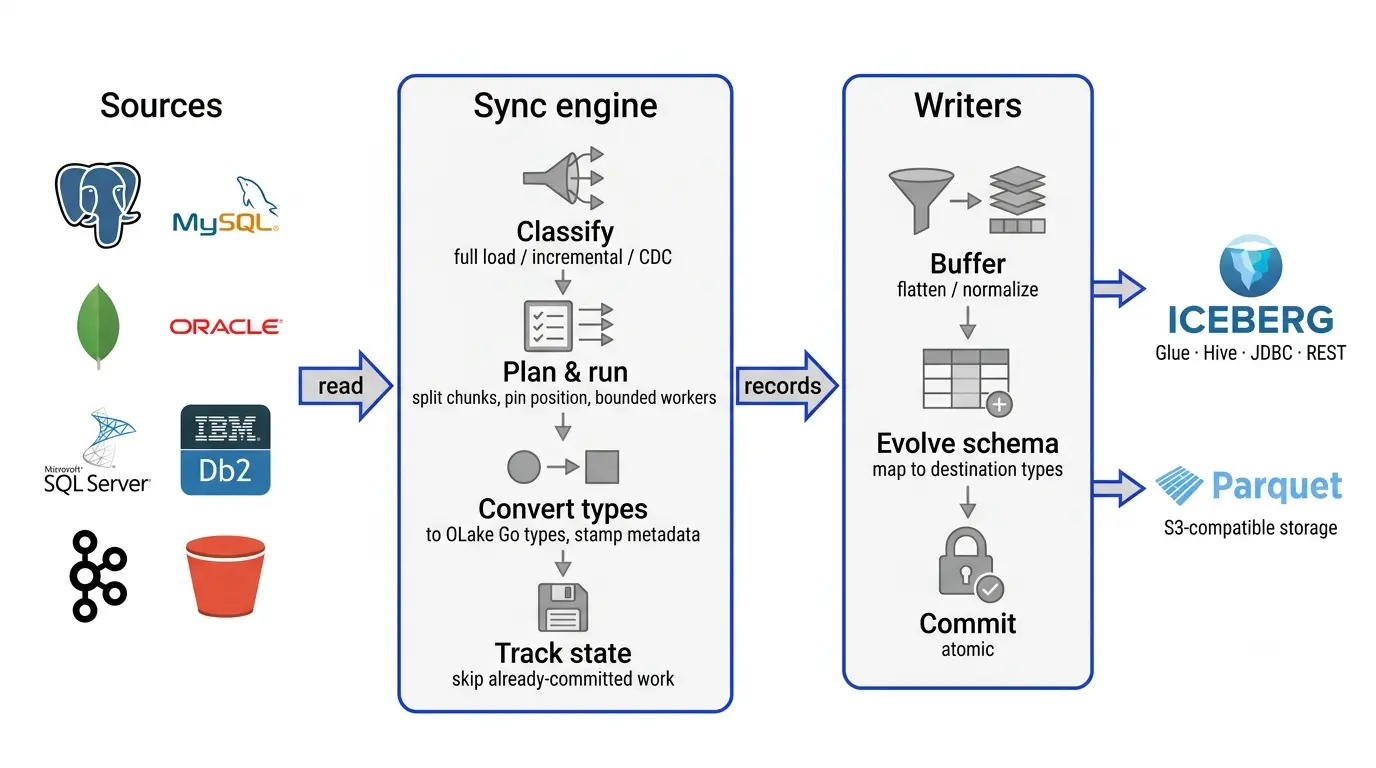 Sources
MySQL®
ORACLE®
Microsoft®
SQL Server®
IBM®
Db2
read
Sync engine
Classify
full load / incremental / CDC
Plan & run
split chunks, pin position, bounded workers
Convert types
to OLake Go types, stamp metadata
Track state
skip already-committed work
records
Writers
Buffer
flatten / normalize
Evolve schema
map to destination types
Commit
atomic
ICEBERG
Glue · Hive · JDBC · REST
Parquet
S3-compatible storage